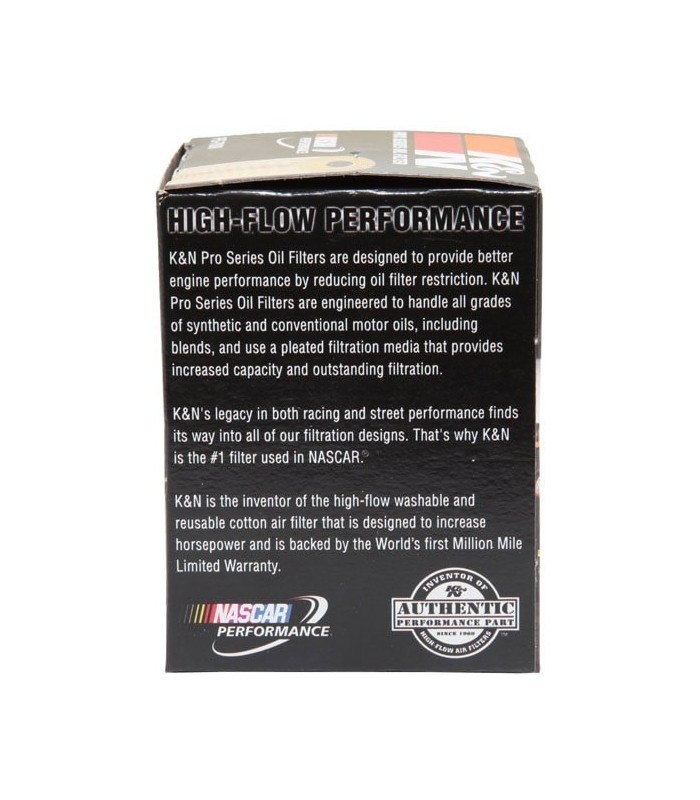 K&N
HIGH-FLOW PERFORMANCE
K&N Pro Series Oil Filters are designed to provide better
engine performance by reducing oil filter restriction. K&N
Pro Series Oil Filters are engineered to handle all grades
of synthetic and conventional motor oils, including
blends, and use a pleated filtration media that provides
increased capacity and outstanding filtration.
K&N's legacy in both racing and street performance finds
its way into all of our filtration designs. That's why K&N
is the #1 filter used in NASCAR.®
K&N is the inventor of the high-flow washable and
reusable cotton air filter that is designed to increase
horsepower and is backed by the World's first Million Mile
Limited Warranty.
NASCAR
PERFORMANCE
INVENTOR OF
K&N
AUTHENTIC
PERFORMANCE PART
SINCE 1969
HIGH FLOW AIR FILTERS
™